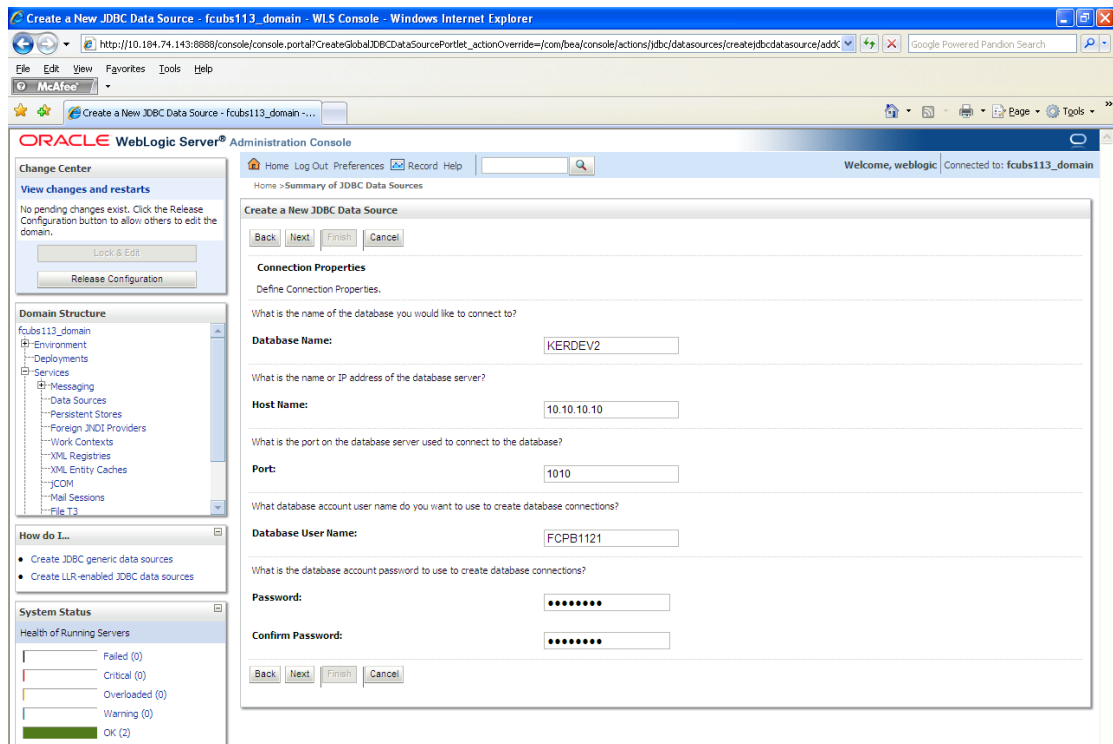 Create a New JDBC Data Source - fcubs113_domain - WLS Console - Windows Internet Explorer
http://10.184.74.143:8888/console/console.portal?CreateGlobalJDBCDataSourcePortlet_actionOverride=/com/bea/console/actions/jdbc/datasources/createjdbcdatasource/addC
Google Powered Pandion Search
File Edit View Favorites Tools Help
McAfee
Create a New JDBC Data Source - fcubs113_domain -...
Page Tools »
ORACLE WebLogic Server® Administration Console
Change Center
View changes and restarts
No pending changes exist. Click the Release
Configuration button to allow others to edit the
domain.
Lock & Edit
Release Configuration
Domain Structure
fcubs113_domain
Environment
Deployments
Services
Messaging
Data Sources
Persistent Stores
Foreign JNDI Providers
Work Contexts
XML Registries
XML Entity Caches
jCOM
Mail Sessions
File T3
How do I...
Create JDBC generic data sources
Create LLR-enabled JDBC data sources
System Status
Health of Running Servers
Failed (0)
Critical (0)
Overloaded (0)
Warning (0)
OK (2)
Home Log Out Preferences Record Help
Welcome, weblogic Connected to: fcubs113_domain
Home >Summary of JDBC Data Sources
Create a New JDBC Data Source
Back Next Finish Cancel
Connection Properties
Define Connection Properties.
What is the name of the database you would like to connect to?
Database Name: KERDEV2
What is the name or IP address of the database server?
Host Name: 10.10.10.10
What is the port on the database server used to connect to the database?
Port: 1010
What database account user name do you want to use to create database connections?
Database User Name: FCPB1121
What is the database account password to use to create database connections?
Password: ••••••••
Confirm Password: ••••••••
Back Next Finish Cancel